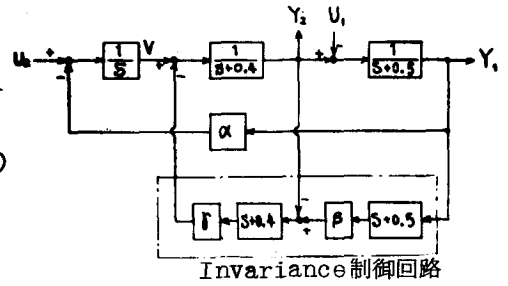 Y₂ U₁
U₂ + − 1/S V + − 1/S+0.4 + − 1/S+0.5 Y₁
α
−
γ S+0.4 + β S+0.5
Invariance制御回路